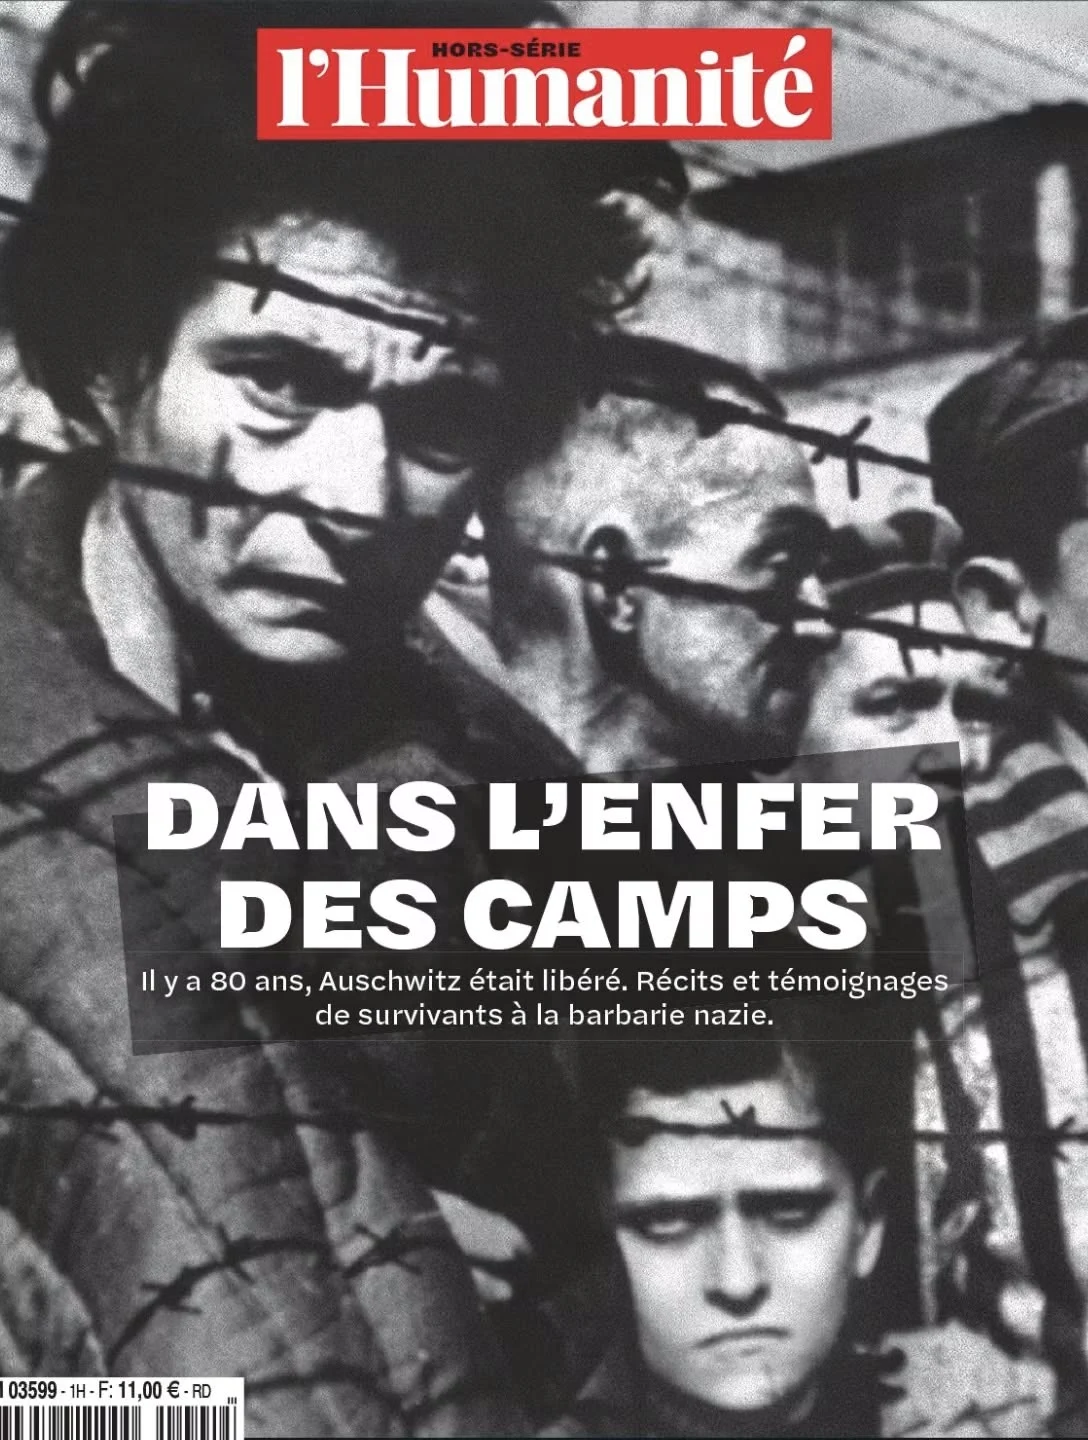 HORS-SÉRIE
l'Humanité
DANS L'ENFER
DES CAMPS
Il y a 80 ans, Auschwitz était libéré. Récits et témoignages
de survivants à la barbarie nazie.
03599 - 1H - F: 11,00 € - RD